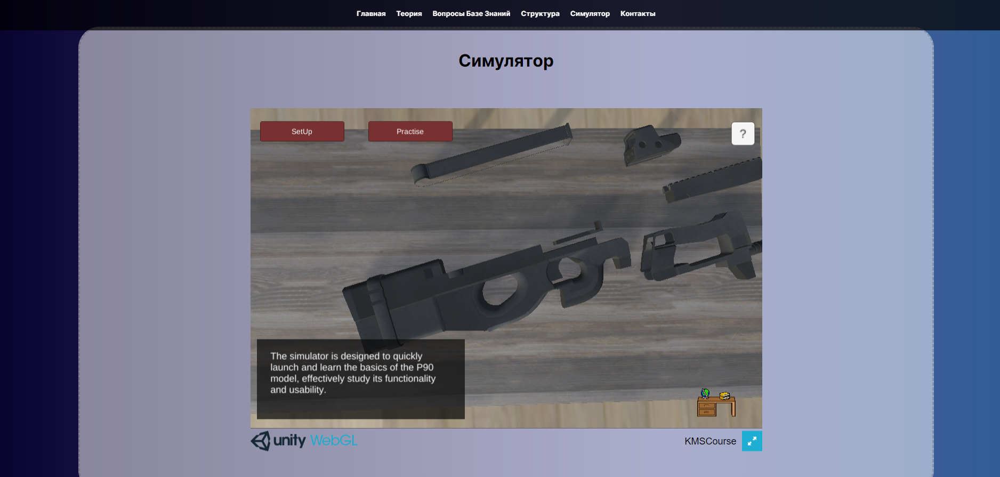 Главная Теория Вопросы Базе Знаний Структура Симулятор Контакты
Симулятор
SetUp Practise ?
The simulator is designed to quickly
launch and learn the basics of the P90
model, effectively study its functionality
and usability.
unity WebGL KMSCourse